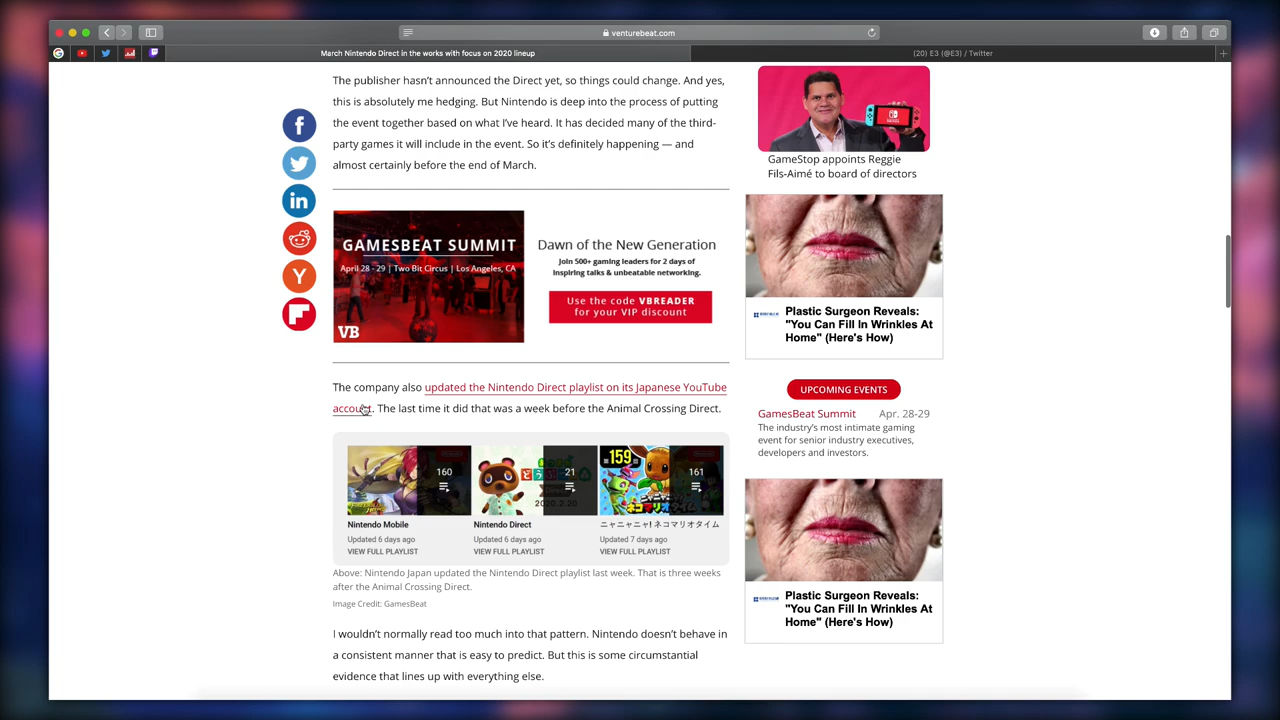 venturebeat.com
March Nintendo Direct in the works with focus on 2020 lineup
(20) E3 (@E3) / Twitter
The publisher hasn't announced the Direct yet, so things could change. And yes,
this is absolutely me hedging. But Nintendo is deep into the process of putting
the event together based on what I've heard. It has decided many of the third-
party games it will include in the event. So it's definitely happening — and
almost certainly before the end of March.
GAMESBEAT SUMMIT
April 28 - 29 | Two Bit Circus | Los Angeles, CA
VB
Dawn of the New Generation
Join 500+ gaming leaders for 2 days of
inspiring talks & unbeatable networking.
Use the code VBREADER
for your VIP discount
The company also updated the Nintendo Direct playlist on its Japanese YouTube
account. The last time it did that was a week before the Animal Crossing Direct.
160
21
159
161
2020.2.20
Nintendo Mobile
Updated 6 days ago
VIEW FULL PLAYLIST
Nintendo Direct
Updated 6 days ago
VIEW FULL PLAYLIST
ニャニャニャ! ネコマリオタイム
Updated 7 days ago
VIEW FULL PLAYLIST
Above: Nintendo Japan updated the Nintendo Direct playlist last week. That is three weeks
after the Animal Crossing Direct.
Image Credit: GamesBeat
I wouldn't normally read too much into that pattern. Nintendo doesn't behave in
a consistent manner that is easy to predict. But this is some circumstantial
evidence that lines up with everything else.
GameStop appoints Reggie
Fils-Aimé to board of directors
Plastic Surgeon Reveals:
"You Can Fill In Wrinkles At
Home" (Here's How)
UPCOMING EVENTS
GamesBeat Summit Apr. 28-29
The industry's most intimate gaming
event for senior industry executives,
developers and investors.
Plastic Surgeon Reveals:
"You Can Fill In Wrinkles At
Home" (Here's How)